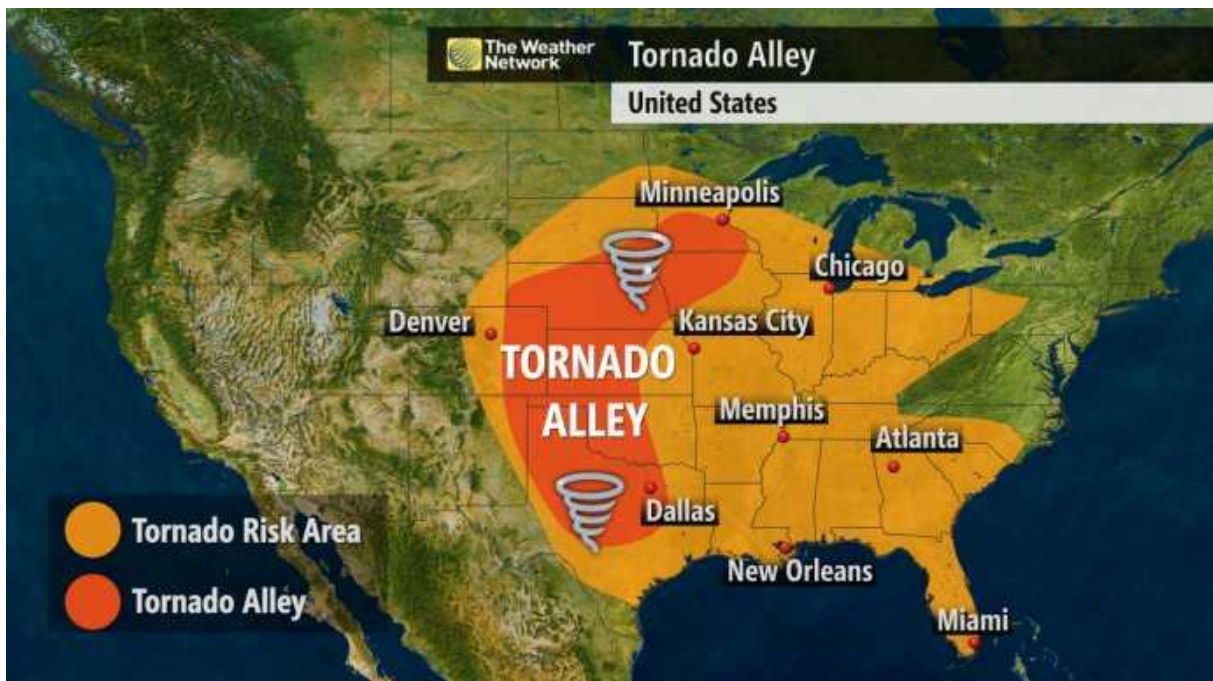 The Weather
Network
Tornado Alley
United States
Minneapolis
Chicago
Denver
Kansas City
TORNADO
ALLEY
Memphis
Atlanta
Dallas
New Orleans
Miami
Tornado Risk Area
Tornado Alley